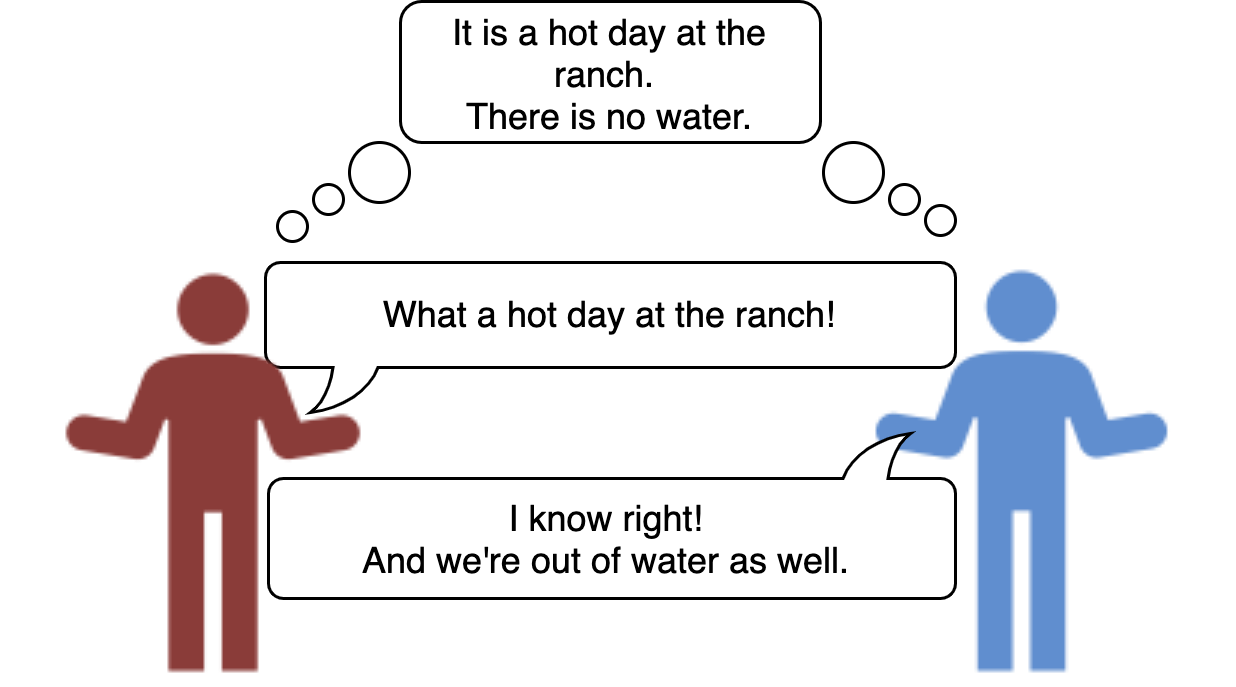 It is a hot day at the
ranch.
There is no water.
What a hot day at the ranch!
I know right!
And we're out of water as well.